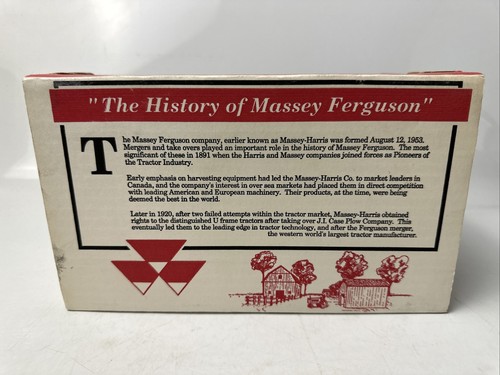 "The History of Massey Ferguson"
The Massey Ferguson company, earlier known as Massey-Harris was formed August 12, 1953.
Mergers and take overs played an important role in the history of Massey Ferguson. The most
significant of these in 1891 when the Harris and Massey companies joined forces as Pioneers of
the Tractor Industry.
Early emphasis on harvesting equipment had led the Massey-Harris Co. to market leaders in
Canada, and the company's interest in over sea markets had placed them in direct competition
with leading American and European machinery. Their products, at the time, were being
deemed the best in the world.
Later in 1920, after two failed attempts within the tractor market, Massey-Harris obtained
rights to the distinguished U frame tractors after taking over J.I. Case Plow Company. This
eventually led them to the leading edge in tractor technology, and after the Ferguson merger,
the western world's largest tractor manufacturer.